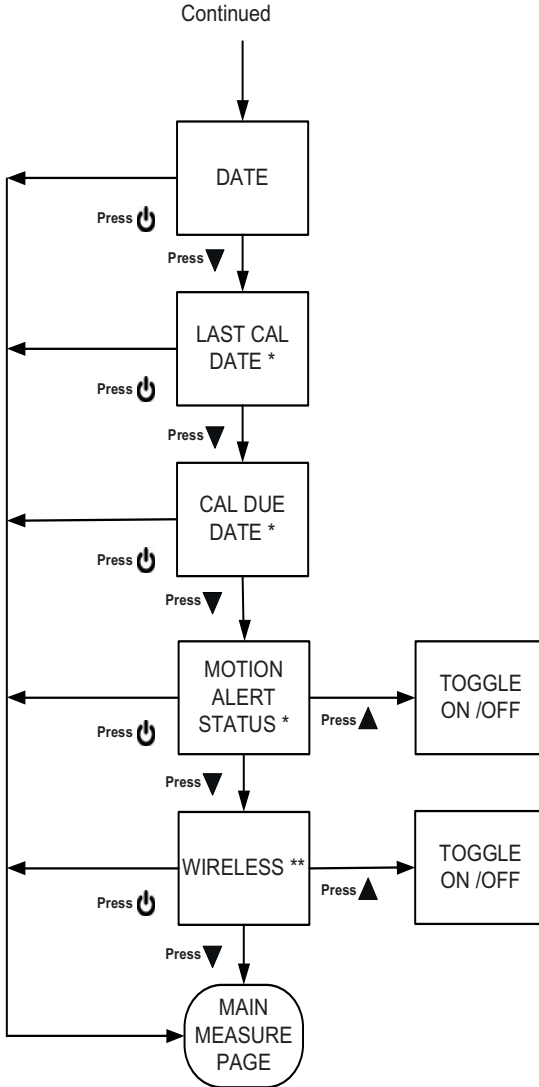 Continued
DATE
Press
Press
LAST CAL
DATE *
Press
Press
CAL DUE
DATE *
Press
Press
MOTION
ALERT
STATUS *
Press
Press
TOGGLE
ON /OFF
Press
WIRELESS **
Press
Press
TOGGLE
ON /OFF
Press
MAIN
MEASURE
PAGE